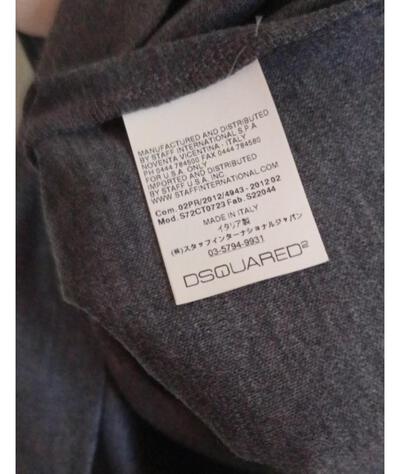 MANUFACTURED AND DISTRIBUTED
BY STAFF INTERNATIONAL S.P.A
NOVENTA VICENTINA - ITALY
PH 0444 784500 FAX 0444 784580
FOR U.S.A. ONLY
IMPORTED AND DISTRIBUTED
BY STAFF U.S.A. INC.
WWW.STAFFINTERNATIONAL.COM
Com. 02PR/2012/4943 - 2012 02
Mod. S72CT0723 Fab. S22044
MADE IN ITALY
イタリア製
(株)スタッフインターナショナルジャパン
03-5794-9931
DSQUARED2